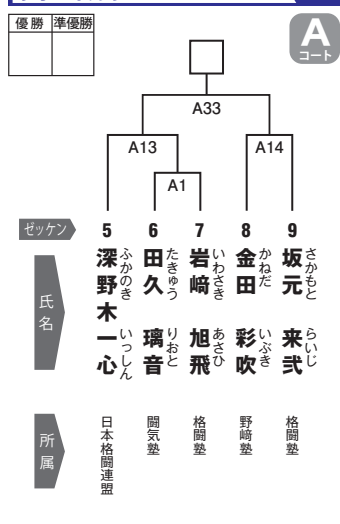 優勝 準優勝
A
コート
A33
A13 A14
A1
ゼッケン 5 6 7 8 9
氏名
深野木 一心
ふかのき いっしん
田久 璃音
たきゅう りおと
岩﨑 旭飛
いわさき あさひ
金田 彩吹
かねだ いぶき
坂元 来弐
さかもと らいじ
所属
日本格闘連盟
闘気塾
格闘塾
野﨑塾
格闘塾